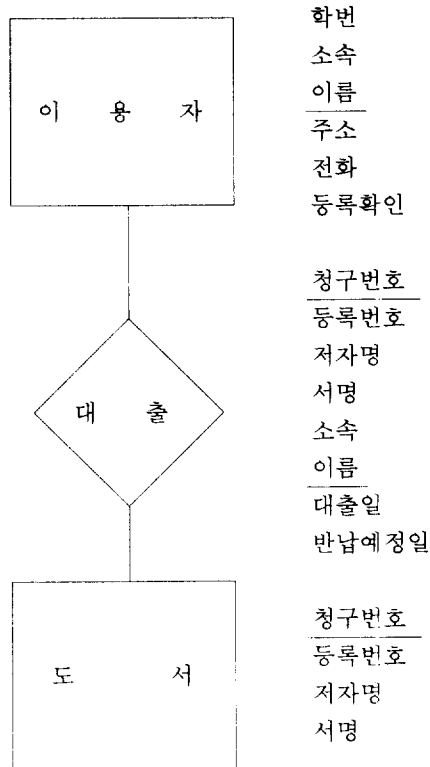 이 용 자
학번
소속
이름
주소
전화
등록확인
대 출
청구번호
등록번호
저자명
서명
소속
이름
대출일
반납예정일
도 서
청구번호
등록번호
저자명
서명